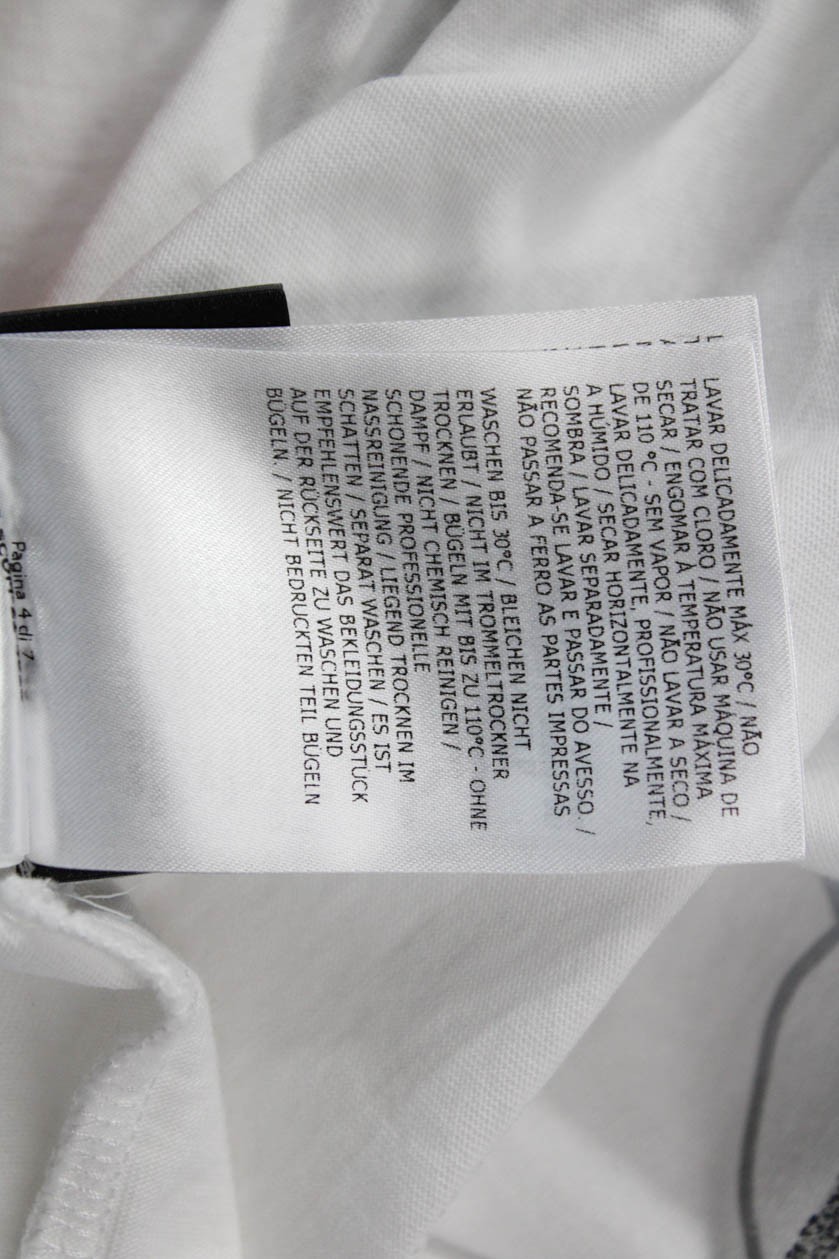 LAVAR DELICADAMENTE MÁX 30°C / NÃO
TRATAR COM CLORO / NÃO USAR MÁQUINA DE
SECAR / ENGOMAR À TEMPERATURA MÁXIMA
DE 110 °C - SEM VAPOR / NÃO LAVAR A SECO /
LAVAR DELICADAMENTE, PROFISSIONALMENTE,
A HÚMIDO / SECAR HORIZONTALMENTE NA
SOMBRA / LAVAR SEPARADAMENTE /
RECOMENDA-SE LAVAR E PASSAR DO AVESSO. /
NÃO PASSAR A FERRO AS PARTES IMPRESSAS
WASCHEN BIS 30°C / BLEICHEN NICHT
ERLAUBT / NICHT IM TROMMELTROCKNER
TROCKNEN / BÜGELN MIT BIS ZU 110°C - OHNE
DAMPF / NICHT CHEMISCH REINIGEN /
SCHONENDE PROFESSIONELLE
NASSREINIGUNG / LIEGEND TROCKNEN IM
SCHATTEN / SEPARAT WASCHEN / ES IST
EMPFEHLENSWERT DAS BEKLEIDUNGSSTÜCK
AUF DER RÜCKSEITE ZU WASCHEN UND
BÜGELN. / NICHT BEDRUCKTEN TEIL BÜGELN
Pagina 4 di 7